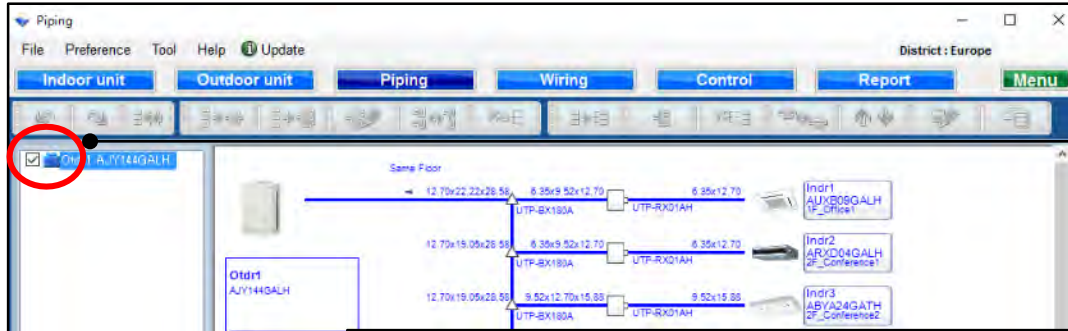 Piping
File Preference Tool Help Update District : Europe
Indoor unit Outdoor unit Piping Wiring Control Report Menu
Otdr1 AJY144GALH
Same Floor
12.70x22.22x28.58 6.35x9.52x12.70 6.35x12.70
UTP-BX180A UTP-RX01AH
Indr1
AUXB09GALH
1F_Office1
12.70x19.05x28.58 6.35x9.52x12.70 6.35x12.70
UTP-BX180A UTP-RX01AH
Indr2
ARXD04GALH
2F_Conference1
Otdr1
AJY144GALH
12.70x19.05x28.58 9.52x12.70x15.88 9.52x15.88
UTP-BX180A UTP-RX01AH
Indr3
ABYA24GATH
2F_Conference2